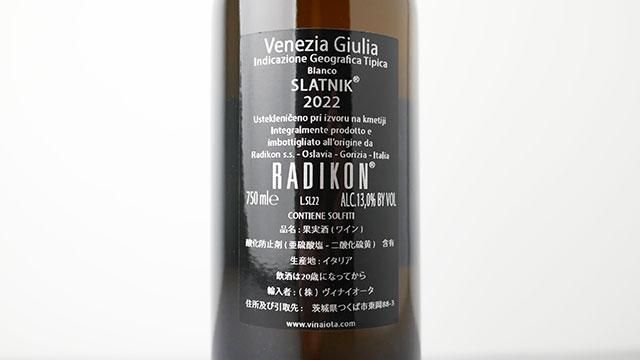 Venezia Giulia
Indicazione Geografica Tipica
Bianco
SLATNIK®
2022
Ustekleničeno pri izvoru na kmetiji
Integralmente prodotto e
imbottigliato all'origine da
Radikon s.s. - Oslavia - Gorizia - Italia
RADIKON®
750 ml℮ L.SL22 ALC.13,0% BY VOL
CONTIENE SOLFITI
品名：果実酒（ワイン）
酸化防止剤（亜硫酸塩 - 二酸化硫黄） 含有
生産地：イタリア
飲酒は20歳になってから
輸入者：（株）ヴィナイオータ
住所及び引取先： 茨城県つくば市東岡88-3
www.vinaiota.com